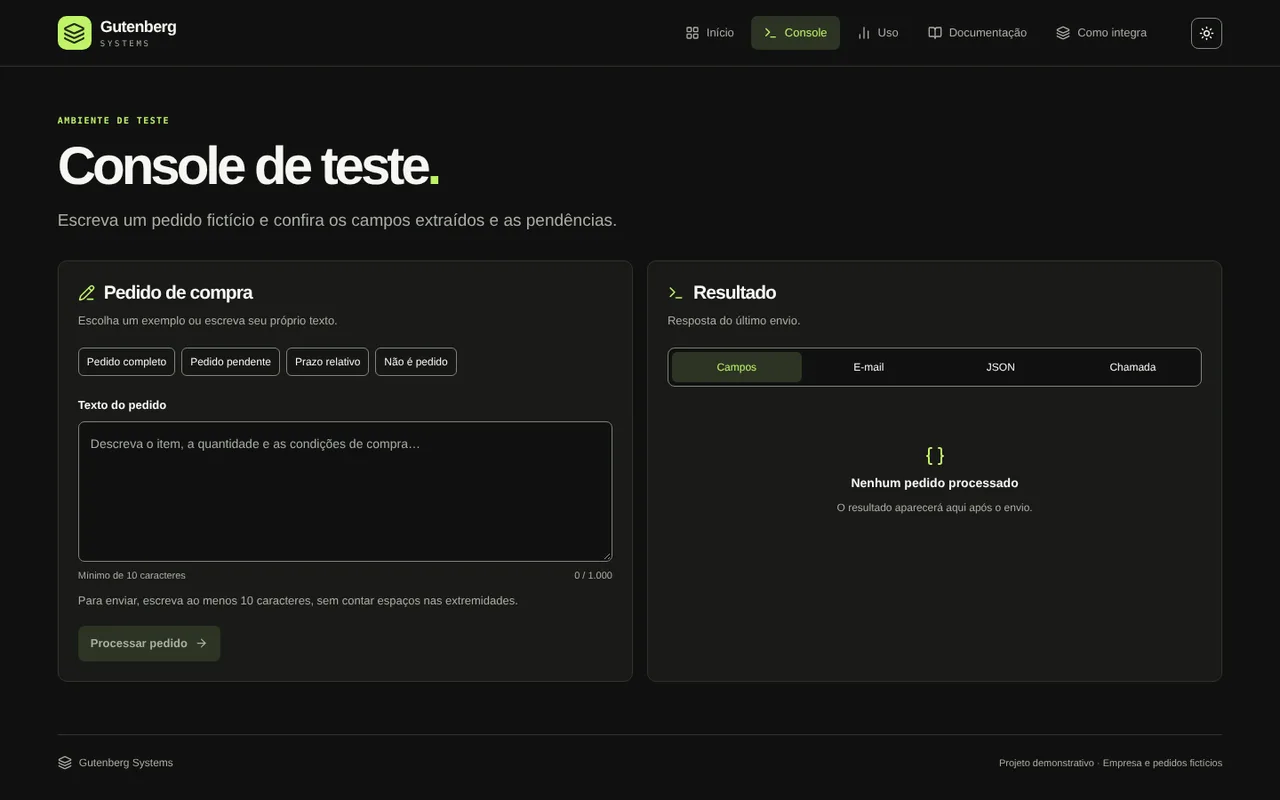 Gutenberg
SYSTEMS
Início
Console
Uso
Documentação
Como integra
AMBIENTE DE TESTE
Console de teste.
Escreva um pedido fictício e confira os campos extraídos e as pendências.
Pedido de compra
Escolha um exemplo ou escreva seu próprio texto.
Pedido completo
Pedido pendente
Prazo relativo
Não é pedido
Texto do pedido
Descreva o item, a quantidade e as condições de compra…
Mínimo de 10 caracteres
0 / 1.000
Para enviar, escreva ao menos 10 caracteres, sem contar espaços nas extremidades.
Processar pedido
Resultado
Resposta do último envio.
Campos
E-mail
JSON
Chamada
{ }
Nenhum pedido processado
O resultado aparecerá aqui após o envio.
Gutenberg Systems
Projeto demonstrativo · Empresa e pedidos fictícios